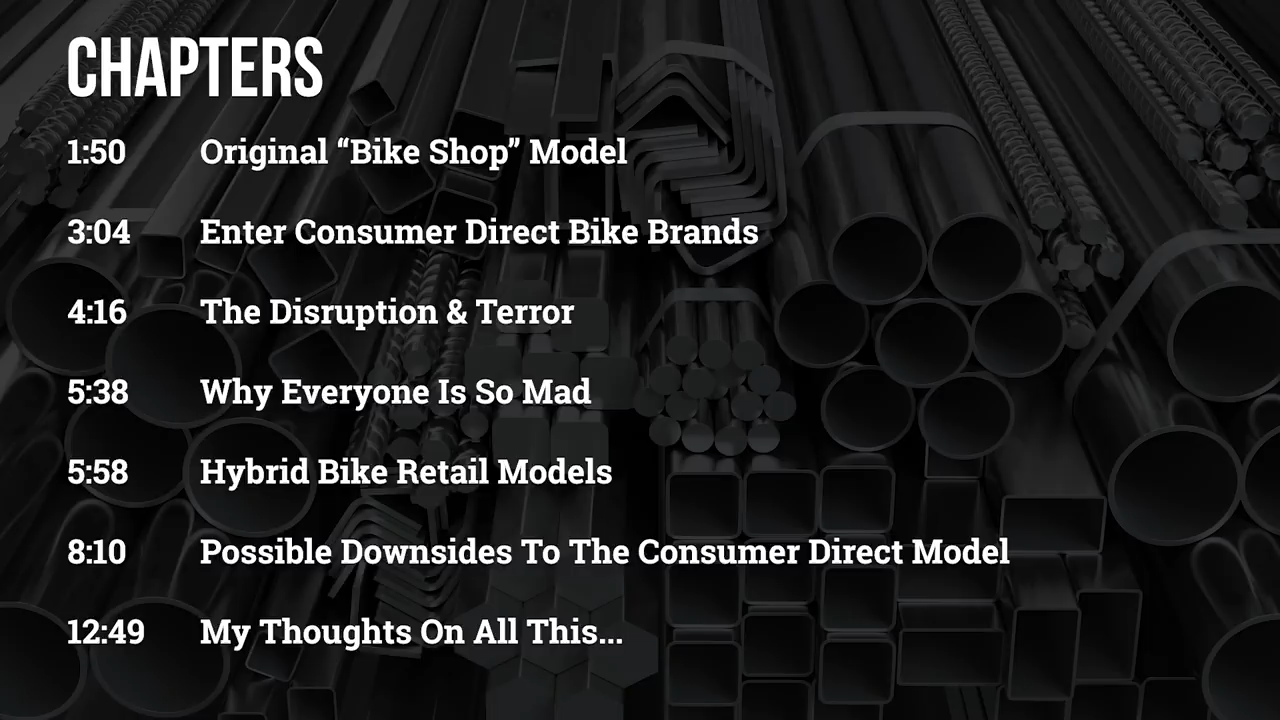 CHAPTERS
1:50 Original “Bike Shop” Model
3:04 Enter Consumer Direct Bike Brands
4:16 The Disruption & Terror
5:38 Why Everyone Is So Mad
5:58 Hybrid Bike Retail Models
8:10 Possible Downsides To The Consumer Direct Model
12:49 My Thoughts On All This...